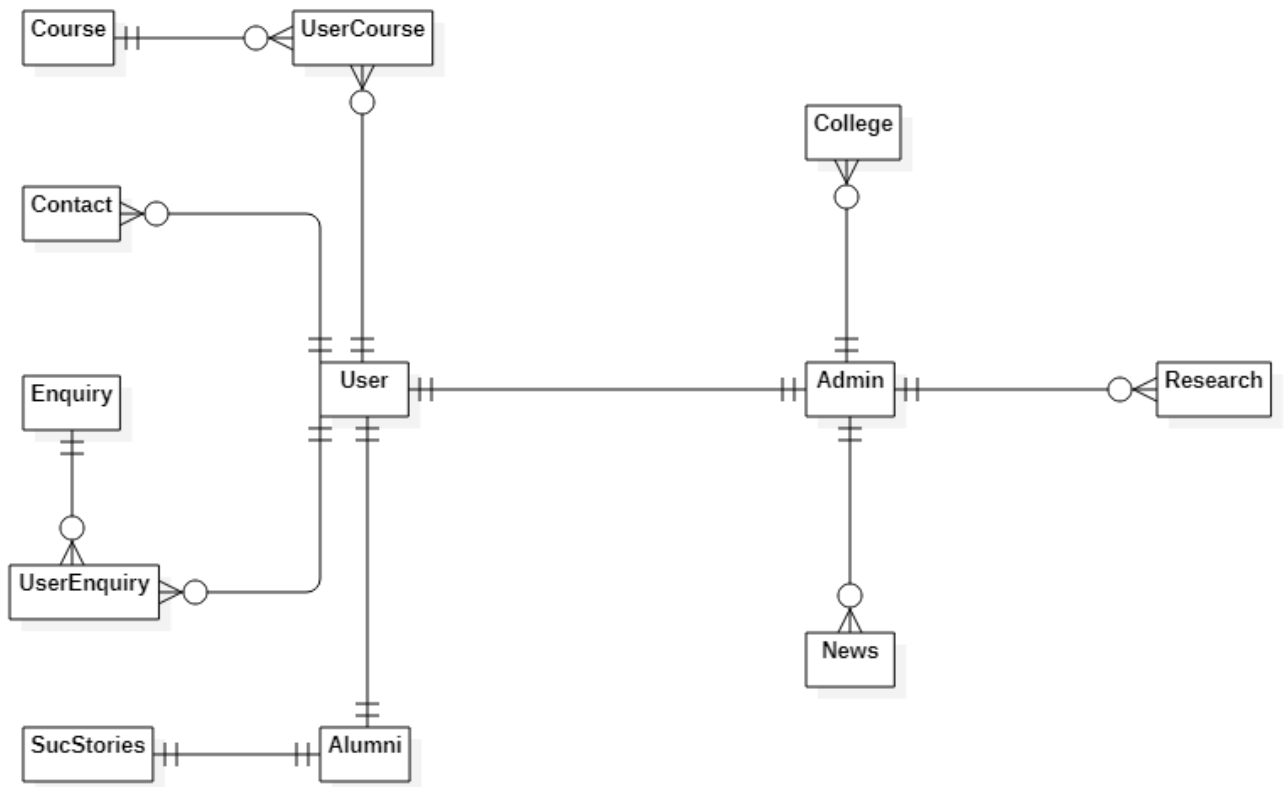 Course
UserCourse
College
Contact
Enquiry
User
Admin
Research
UserEnquiry
News
SucStories
Alumni